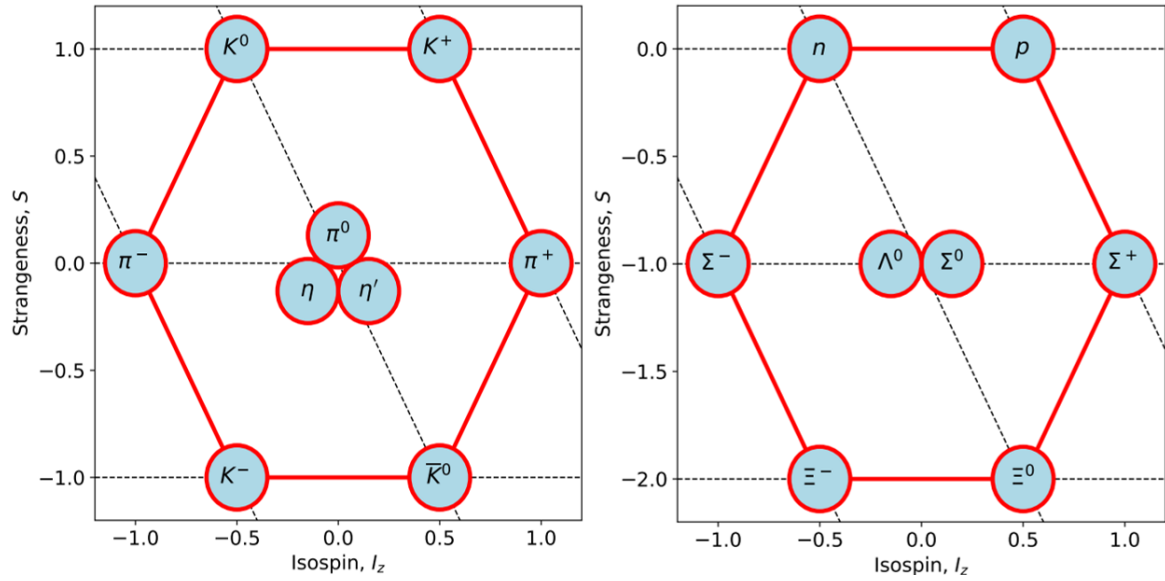 1.0
0.5
0.0
−0.5
−1.0
Strangeness, S
K⁰
K⁺
π⁰
π⁻
η
η′
π⁺
K⁻
K̅⁰
−1.0
−0.5
0.0
0.5
1.0
Isospin, I_z
0.0
−0.5
−1.0
−1.5
−2.0
Strangeness, S
n
p
Σ⁻
Λ⁰
Σ⁰
Σ⁺
Ξ⁻
Ξ⁰
−1.0
−0.5
0.0
0.5
1.0
Isospin, I_z